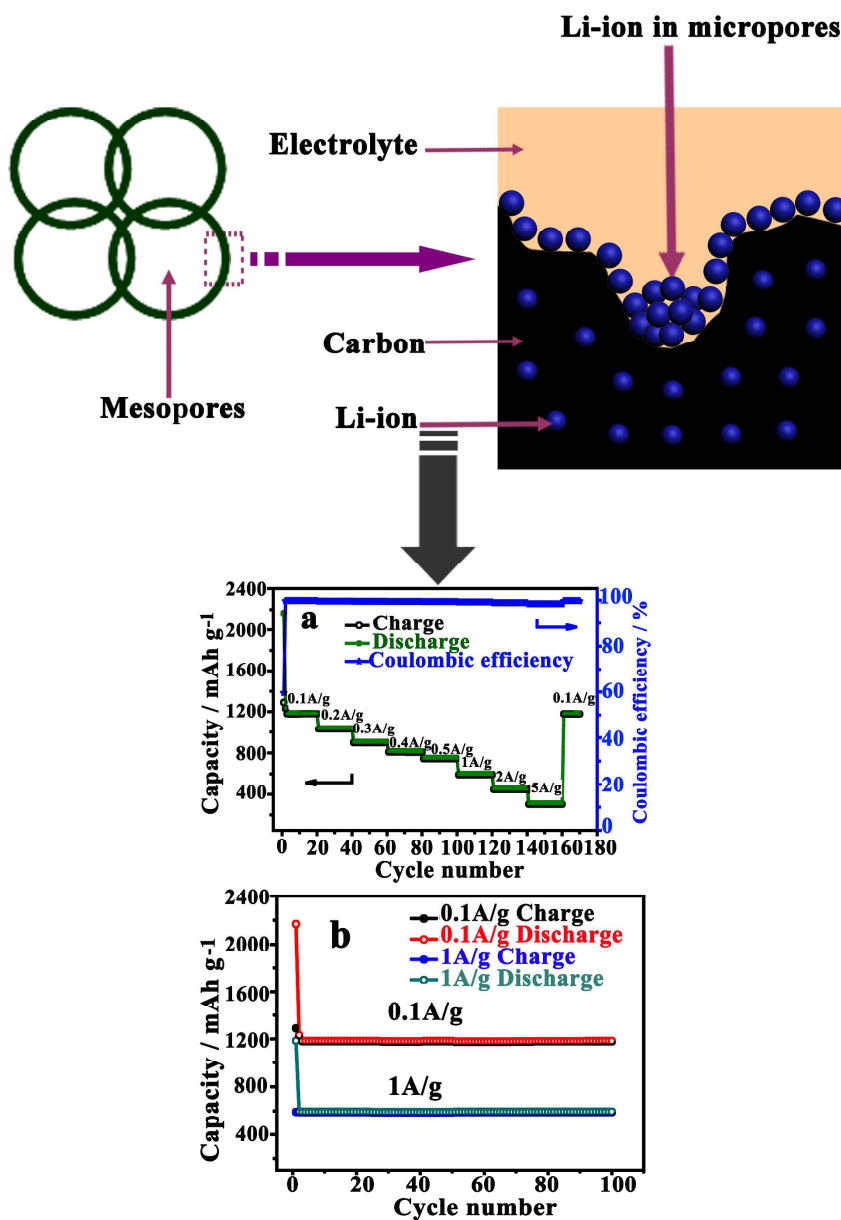 Li-ion in micropores
Electrolyte
Carbon
Mesopores
Li-ion
a
Charge
Discharge
Coulombic efficiency
0.1A/g
0.2A/g
0.3A/g
0.4A/g
0.5A/g
1A/g
2A/g
5A/g
0.1A/g
2400
2000
1600
1200
800
400
Capacity / mAh g-1
100
80
60
40
20
0
Coulombic efficiency / %
0 20 40 60 80 100 120 140 160 180
Cycle number
b
0.1A/g Charge
0.1A/g Discharge
1A/g Charge
1A/g Discharge
0.1A/g
1A/g
2400
2000
1600
1200
800
400
Capacity / mAh g-1
0 20 40 60 80 100
Cycle number